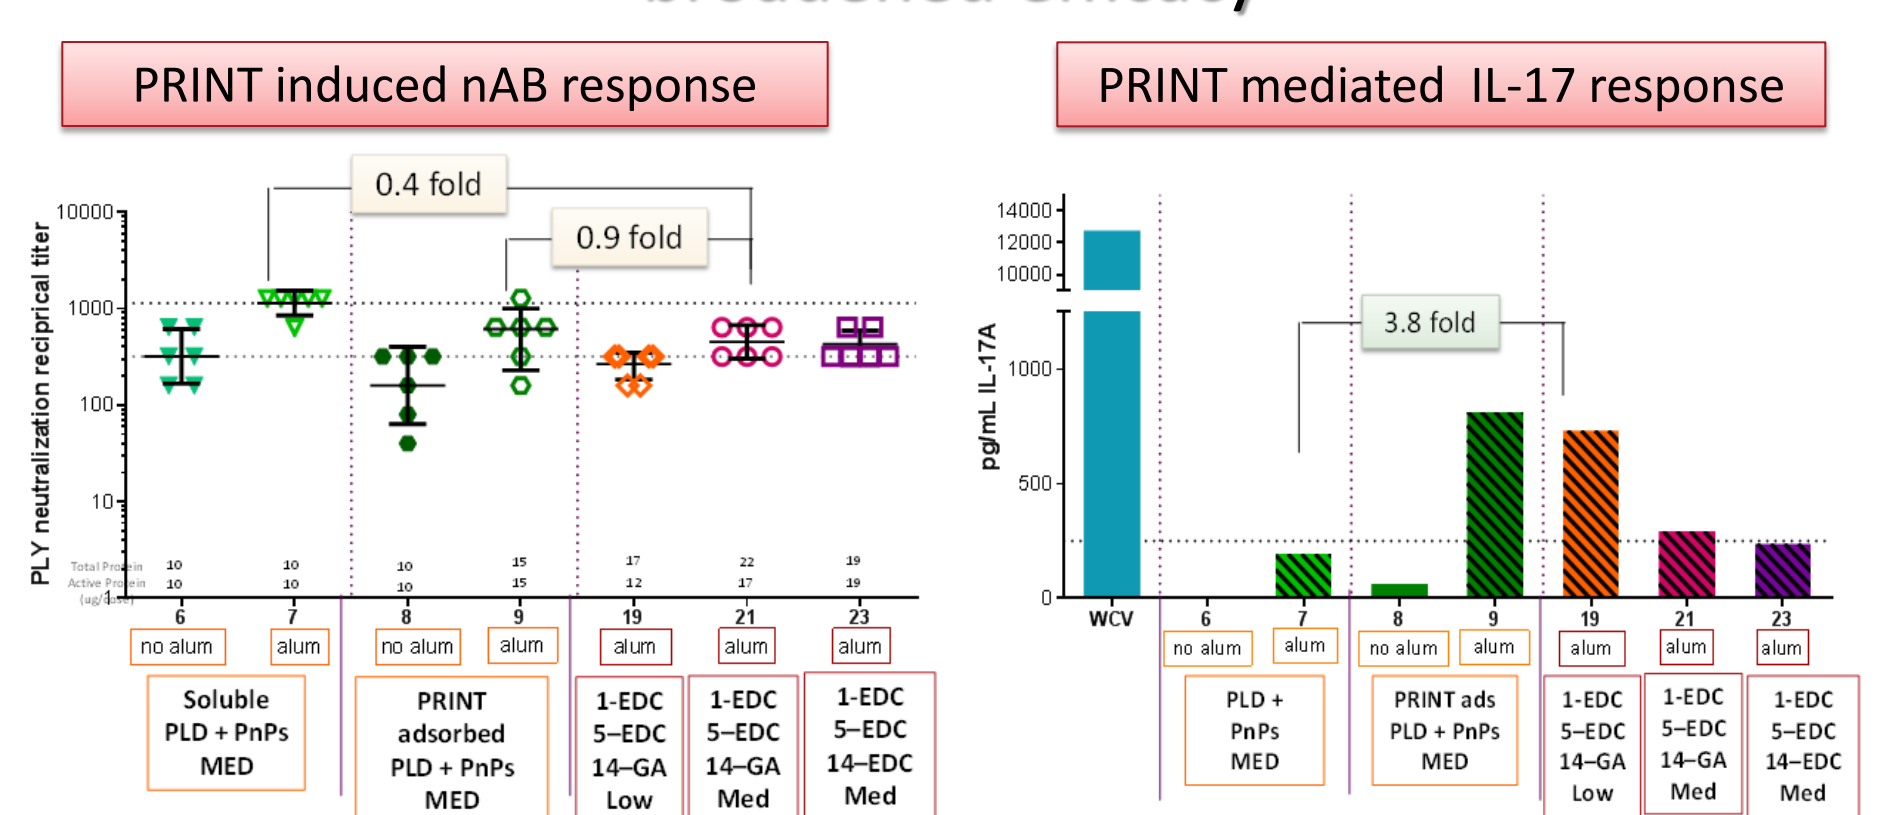 broadened efficacy
PRINT induced nAB response
PRINT mediated IL-17 response
0.4 fold
0.9 fold
PLY neutralization reciprical titer
10000
1000
100
10
1
Total Protein 10 10 10 15 17 22 19
Active Protein 10 10 10 15 12 17 19
(ug/dose)
6 7 8 9 19 21 23
no alum alum no alum alum alum alum alum
Soluble
PLD + PnPs
MED
PRINT
adsorbed
PLD + PnPs
MED
1-EDC
5–EDC
14–GA
Low
1-EDC
5–EDC
14–GA
Med
1-EDC
5–EDC
14–EDC
Med
3.8 fold
pg/mL IL-17A
14000
12000
10000
1000
500
0
WCV 6 7 8 9 19 21 23
no alum alum no alum alum alum alum alum
PLD +
PnPs
MED
PRINT ads
PLD + PnPs
MED
1-EDC
5–EDC
14–GA
Low
1-EDC
5–EDC
14–GA
Med
1-EDC
5–EDC
14–EDC
Med